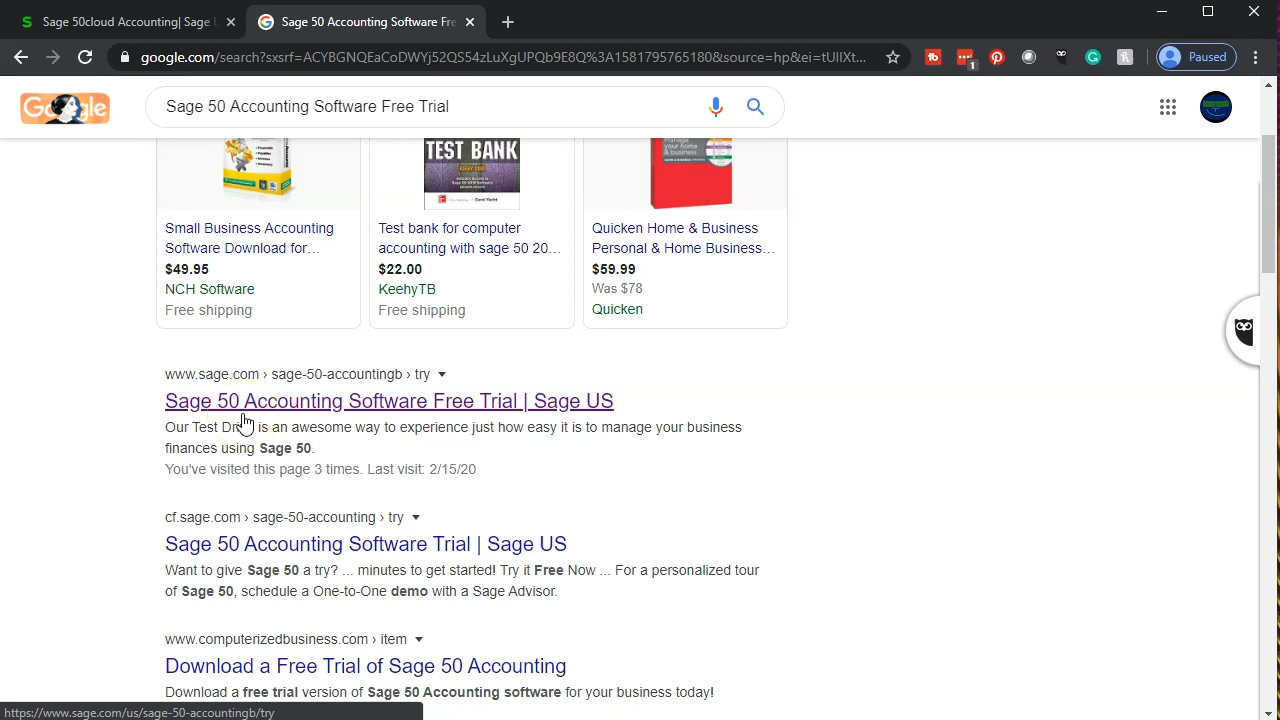 Sage 50cloud Accounting| Sage U
Sage 50 Accounting Software Fre
google.com/search?sxsrf=ACYBGNQEaCGDWYj52QS54zLuXgUPQb9E8Q%3A1581795765180&source=hp&ei=tUlIXt...
1
Paused
Google
Sage 50 Accounting Software Free Trial
TEST BANK
Manage your home & business
Small Business Accounting
Software Download for...
$49.95
NCH Software
Free shipping
Test bank for computer
accounting with sage 50 20...
$22.00
KeehyTB
Free shipping
Quicken Home & Business
Personal & Home Business...
$59.99
Was $78
Quicken
www.sage.com › sage-50-accountingb › try
Sage 50 Accounting Software Free Trial | Sage US
Our Test Drive is an awesome way to experience just how easy it is to manage your business
finances using Sage 50.
You've visited this page 3 times. Last visit: 2/15/20
cf.sage.com › sage-50-accounting › try
Sage 50 Accounting Software Trial | Sage US
Want to give Sage 50 a try? ... minutes to get started! Try it Free Now ... For a personalized tour
of Sage 50, schedule a One-to-One demo with a Sage Advisor.
www.computerizedbusiness.com › item
Download a Free Trial of Sage 50 Accounting
Download a free trial version of Sage 50 Accounting software for your business today!
https://www.sage.com/us/sage-50-accountingb/try